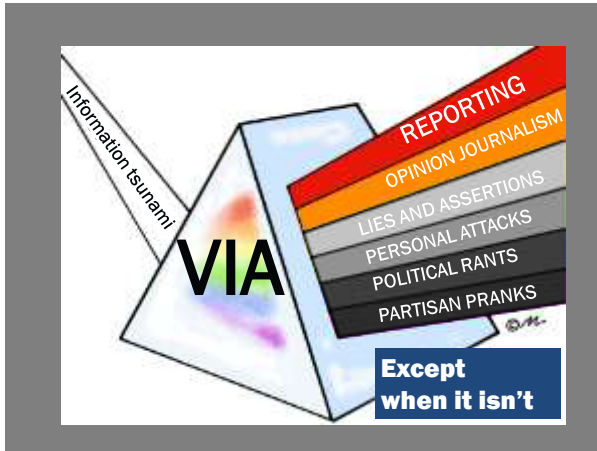 Information tsunami
VIA
REPORTING
OPINION JOURNALISM
LIES AND ASSERTIONS
PERSONAL ATTACKS
POLITICAL RANTS
PARTISAN PRANKS
Except
when it isn't